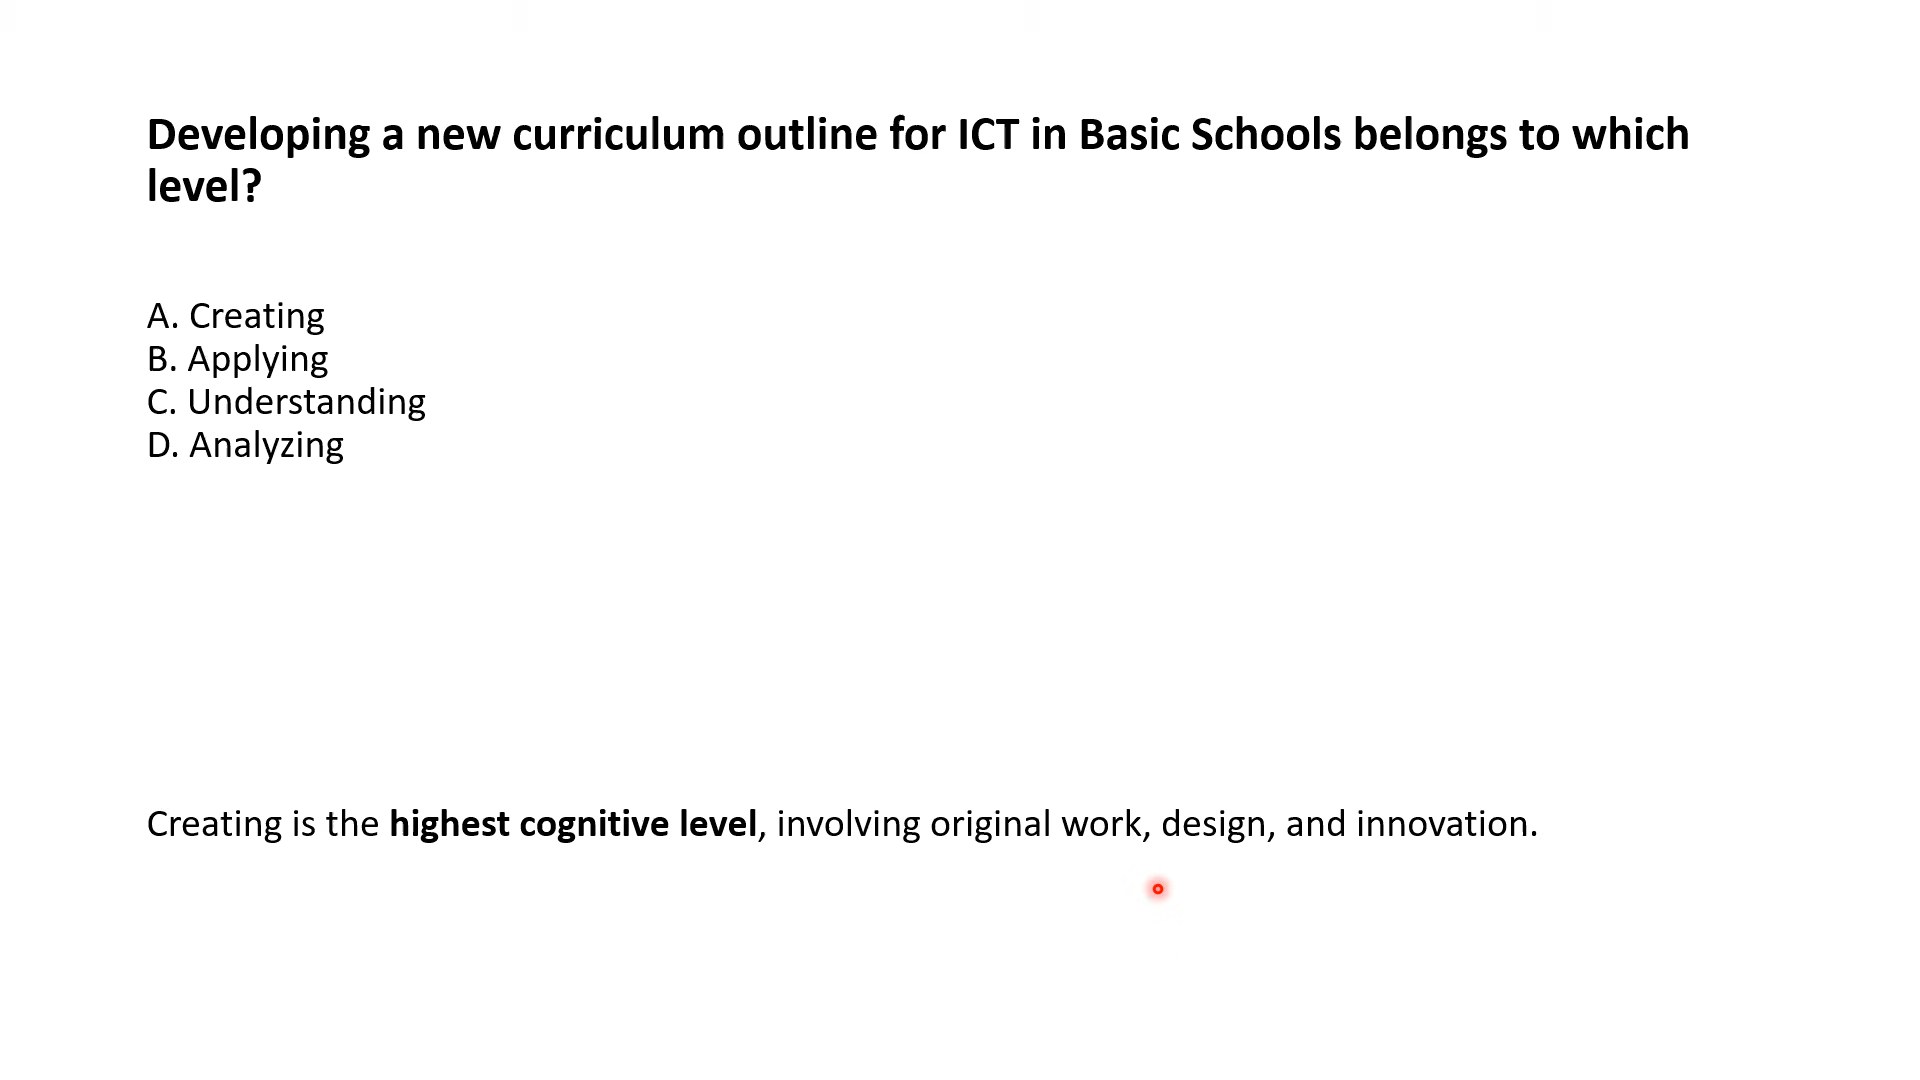 Developing a new curriculum outline for ICT in Basic Schools belongs to which
level?
A. Creating
B. Applying
C. Understanding
D. Analyzing
Creating is the highest cognitive level, involving original work, design, and innovation.